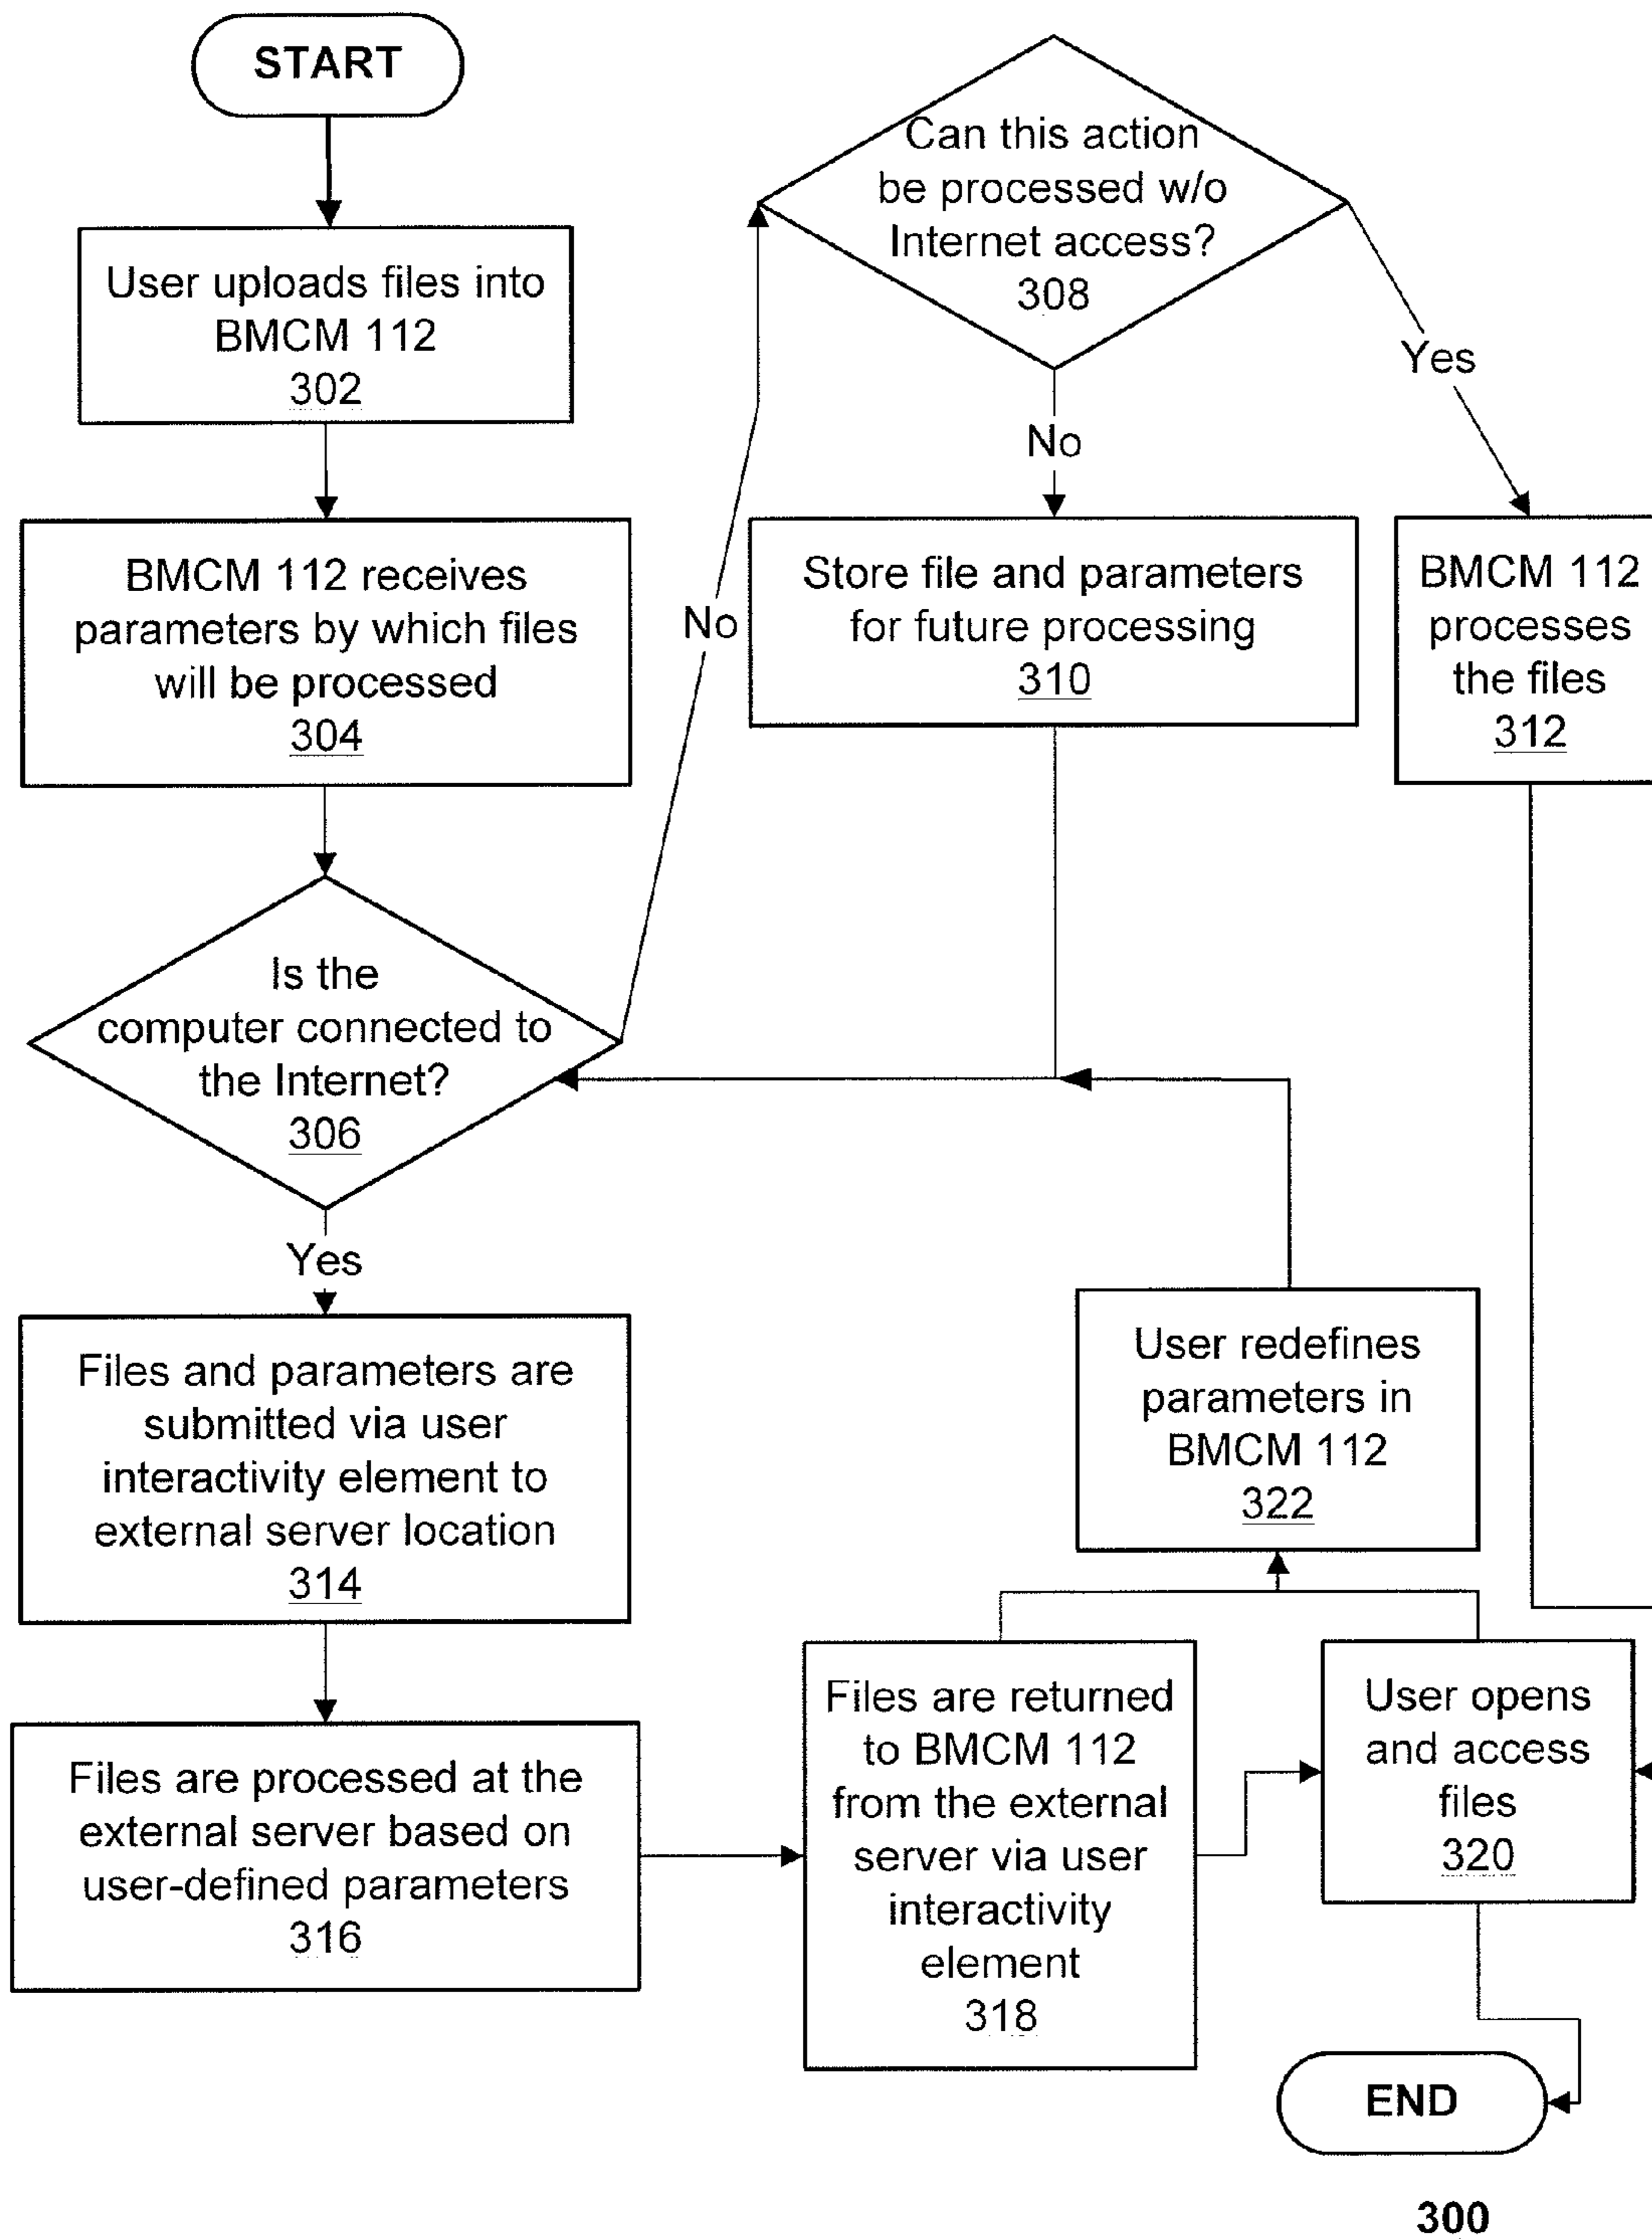 START
User uploads files into
BMCM 112
302
BMCM 112 receives
parameters by which files
will be processed
304
Is the
computer connected to
the Internet?
306
No
Yes
Can this action
be processed w/o
Internet access?
308
No
Yes
Store file and parameters
for future processing
310
BMCM 112
processes
the files
312
Files and parameters are
submitted via user
interactivity element to
external server location
314
Files are processed at the
external server based on
user-defined parameters
316
Files are returned
to BMCM 112
from the external
server via user
interactivity
element
318
User opens
and access
files
320
User redefines
parameters in
BMCM 112
322
END
300